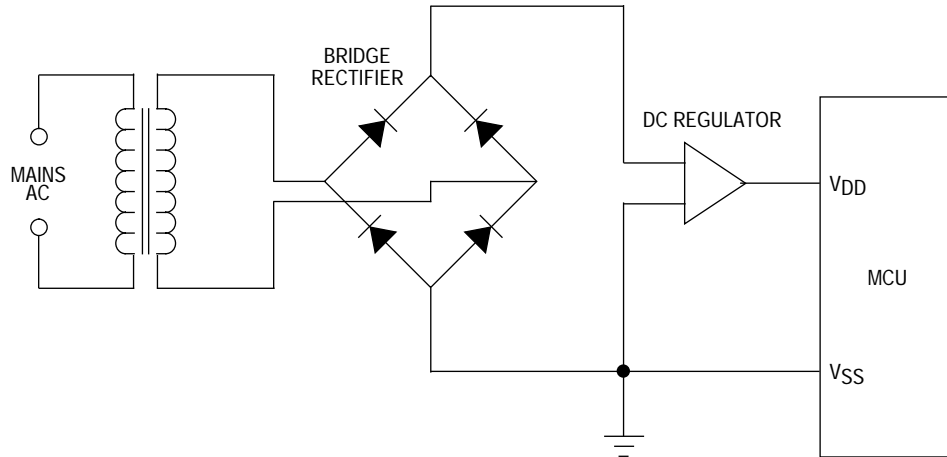 BRIDGE
RECTIFIER
DC REGULATOR
MAINS
AC
VDD
MCU
VSS